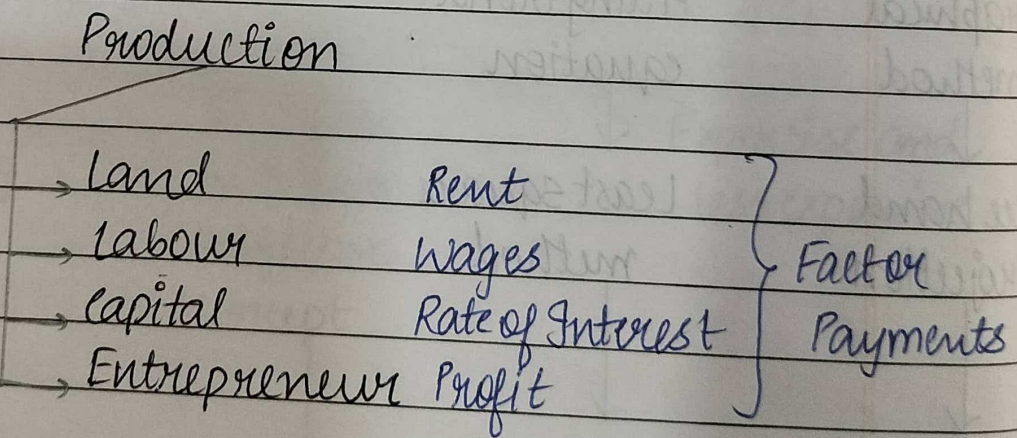 Production
Land Rent
Labour Wages
Capital Rate of Interest
Entrepreneur Profit
Factor
Payments